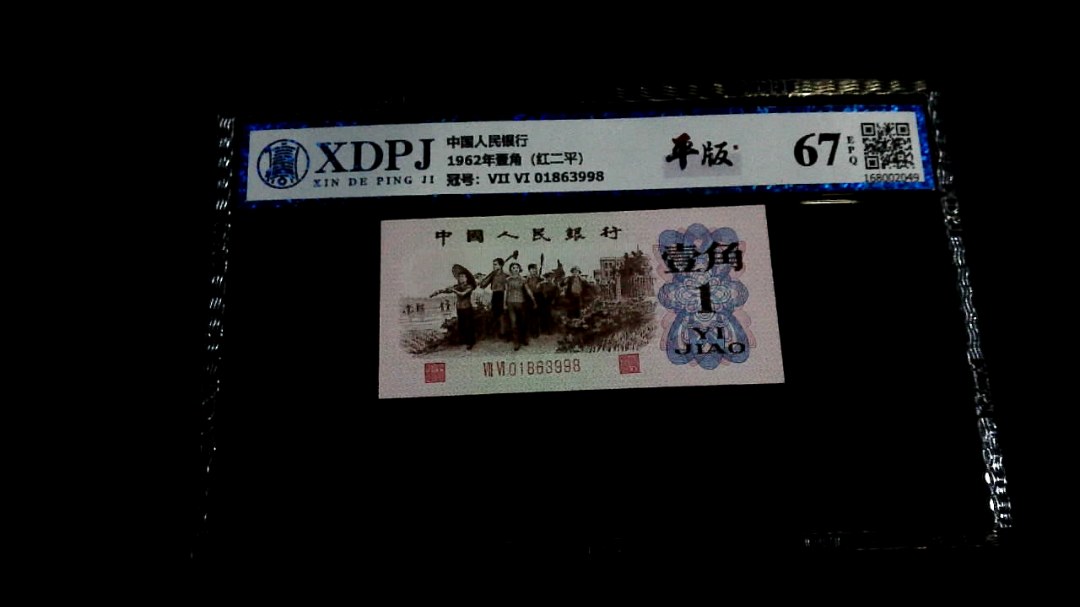 XDPJ
XIN DE PING JI
中国人民银行
1962年壹角（红二平）
冠号：VII VI 01863998
平版
67
EPQ
168002049
中國人民銀行
壹角
1
YI
JIAO
VII VI 01863998